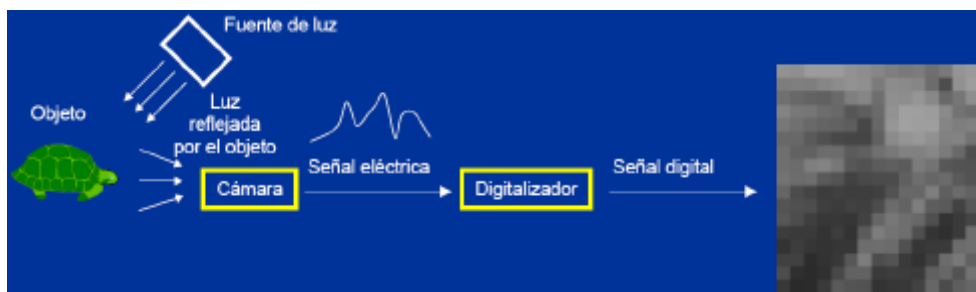 Fuente de luz
Objeto
Luz
reflejada
por el objeto
Cámara
Señal eléctrica
Digitalizador
Señal digital